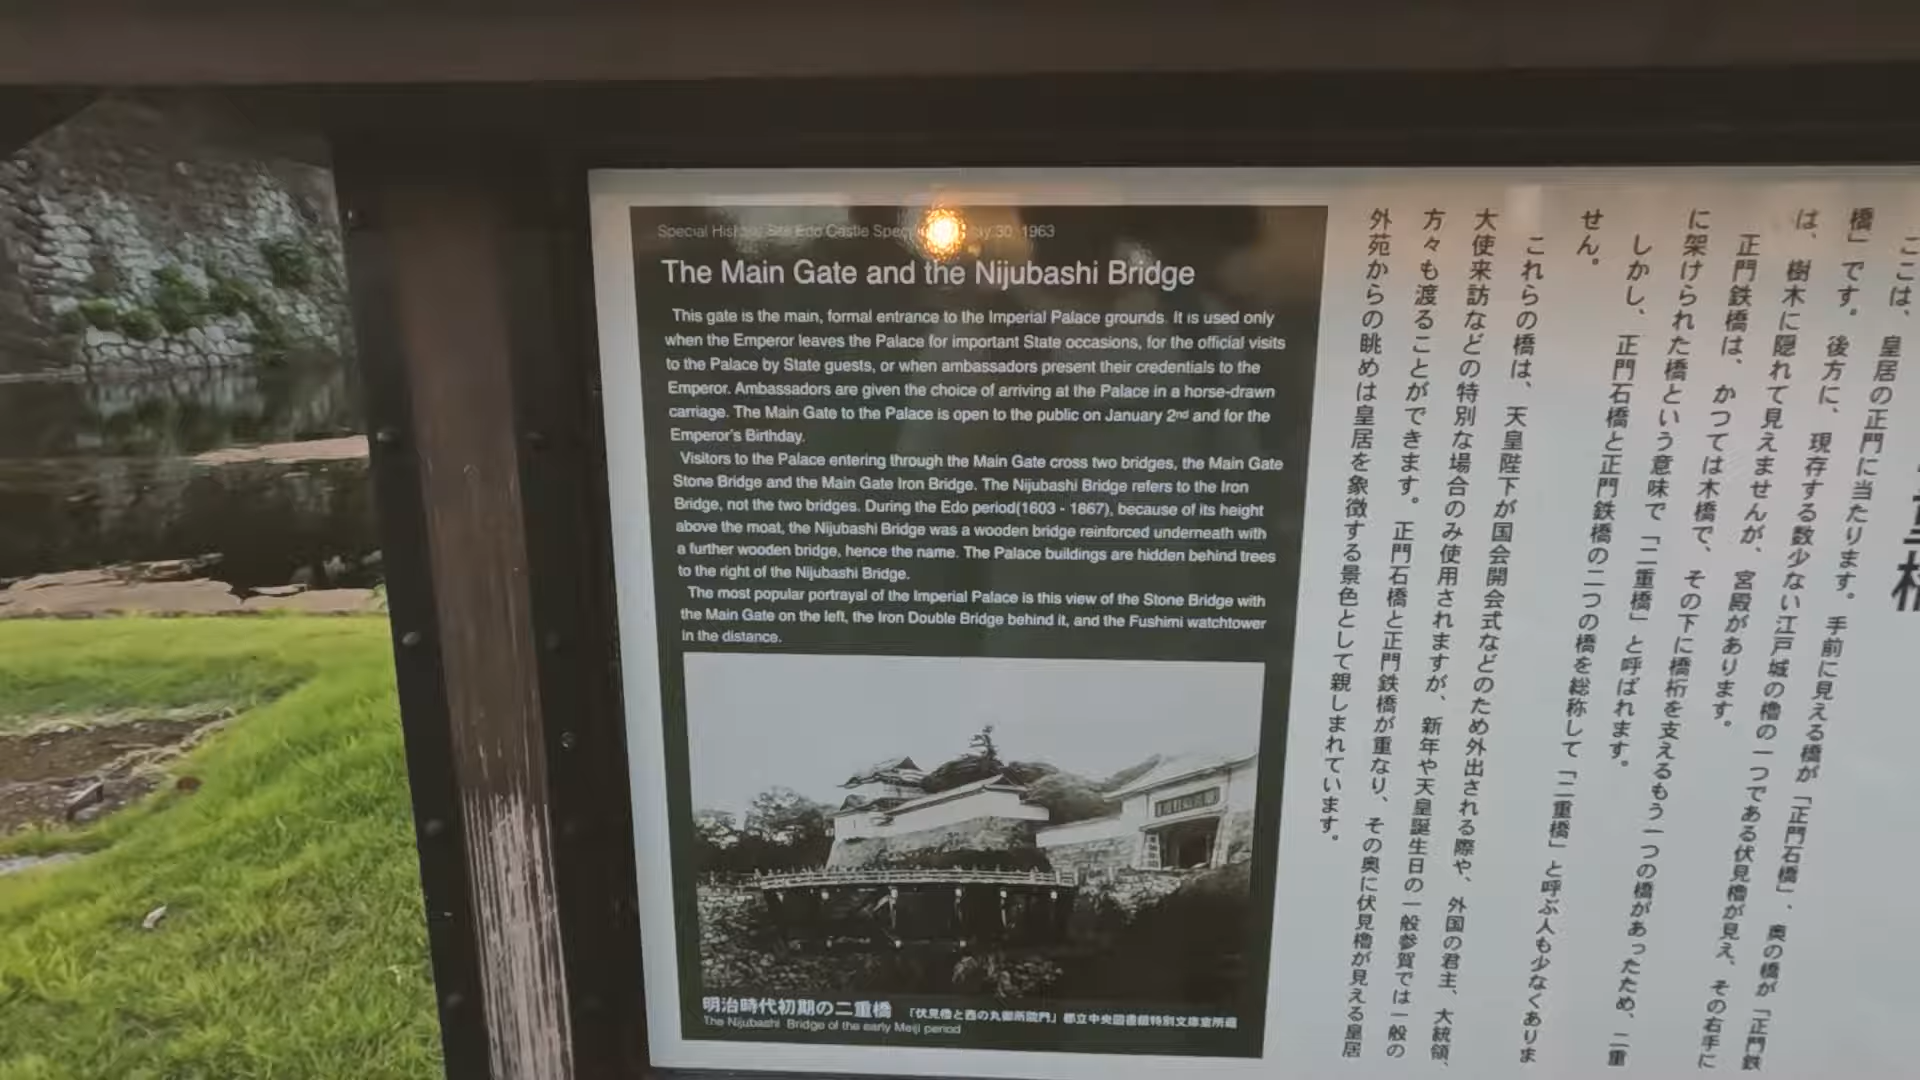 Special Historic Site Edo Castle Spec ay 30, 1963
The Main Gate and the Nijubashi Bridge
This gate is the main, formal entrance to the Imperial Palace grounds. It is used only
when the Emperor leaves the Palace for important State occasions, for the official visits
to the Palace by State guests, or when ambassadors present their credentials to the
Emperor. Ambassadors are given the choice of arriving at the Palace in a horse-drawn
carriage. The Main Gate to the Palace is open to the public on January 2nd and for the
Emperor's Birthday.
Visitors to the Palace entering through the Main Gate cross two bridges, the Main Gate
Stone Bridge and the Main Gate Iron Bridge. The Nijubashi Bridge refers to the Iron
Bridge, not the two bridges. During the Edo period(1603 - 1867), because of its height
above the moat, the Nijubashi Bridge was a wooden bridge reinforced underneath with
a further wooden bridge, hence the name. The Palace buildings are hidden behind trees
to the right of the Nijubashi Bridge.
The most popular portrayal of the Imperial Palace is this view of the Stone Bridge with
the Main Gate on the left, the Iron Double Bridge behind it, and the Fushimi watchtower
in the distance.
明治時代初期の二重橋 「伏見櫓と西の丸御所裏門」都立中央図書館特別文庫室所蔵
The Nijubashi Bridge of the early Meiji period
ここは、皇居の正門に当たります。手前に見える橋が「正門石橋」、奥の橋が「正門鉄
橋」です。後方に、現存する数少ない江戸城の櫓の一つである伏見櫓が見え、その右手に
は、樹木に隠れて見えませんが、宮殿があります。
正門鉄橋は、かつては木橋で、その下に橋桁を支えるもう一つの橋があったため、二重
に架けられた橋という意味で「二重橋」と呼ばれます。
しかし、正門石橋と正門鉄橋の二つの橋を総称して「二重橋」と呼ぶ人も少なくありま
せん。
これらの橋は、天皇陛下が国会開会式などのため外出される際や、外国の君主、大統領、
大使来訪などの特別な場合のみ使用されますが、新年や天皇誕生日の一般参賀では一般の
方々も渡ることができます。正門石橋と正門鉄橋が重なり、その奥に伏見櫓が見える皇居
外苑からの眺めは皇居を象徴する景色として親しまれています。